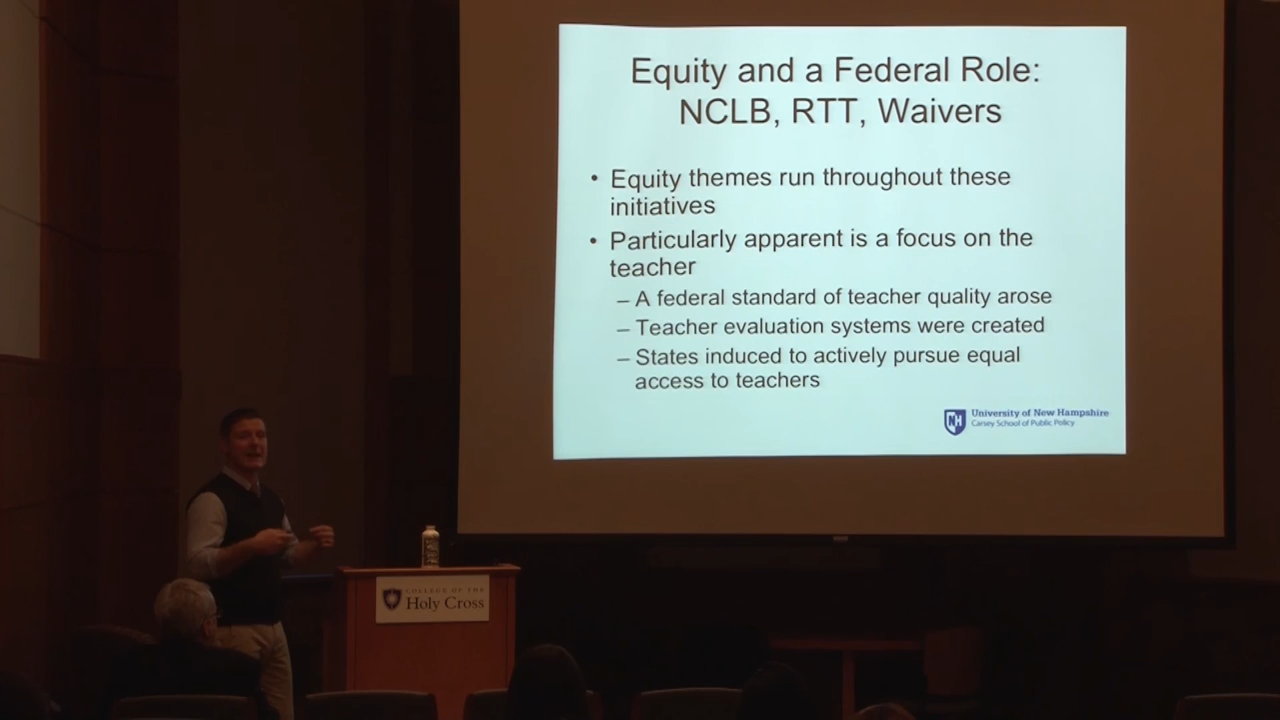 Equity and a Federal Role:
NCLB, RTT, Waivers
• Equity themes run throughout these
initiatives
• Particularly apparent is a focus on the
teacher
– A federal standard of teacher quality arose
– Teacher evaluation systems were created
– States induced to actively pursue equal
access to teachers
NH
University of New Hampshire
Carsey School of Public Policy
COLLEGE OF THE
Holy Cross